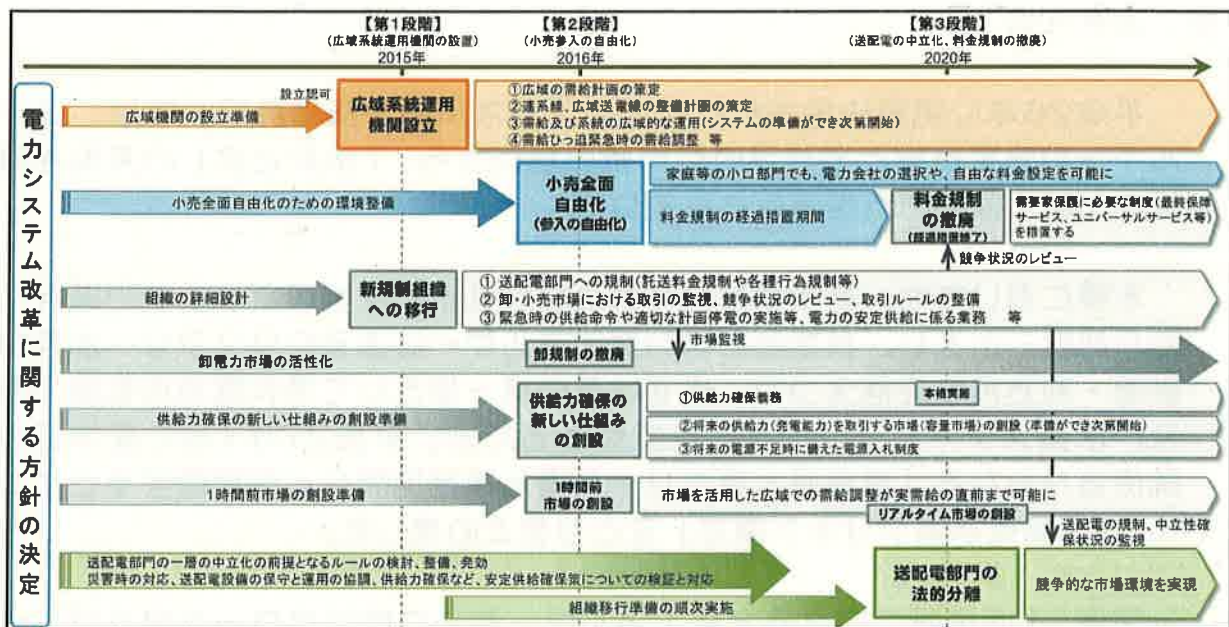 【第1段階】
(広域系統運用機関の設置)
2015年
【第2段階】
(小売参入の自由化)
2016年
【第3段階】
(送配電の中立化、料金規制の撤廃)
2020年
電力システム改革に関する方針の決定
広域機関の設立準備
設立認可
広域系統運用
機関設立
①広域の需給計画の策定
②連系線、広域送電線の整備計画の策定
③需給及び系統の広域的な運用(システムの準備ができ次第開始)
④需給ひっ迫緊急時の需給調整 等
小売全面自由化のための環境整備
小売全面
自由化
(参入の自由化)
家庭等の小口部門でも、電力会社の選択や、自由な料金設定を可能に
料金規制の経過措置期間
料金規制
の撤廃
(経過措置終了)
需要家保護に必要な制度(最終保障
サービス、ユニバーサルサービス等)
を措置する
競争状況のレビュー
組織の詳細設計
新規制組織
への移行
① 送配電部門への規制(託送料金規制や各種行為規制等)
② 卸・小売市場における取引の監視、競争状況のレビュー、取引ルールの整備
③ 緊急時の供給命令や適切な計画停電の実施等、電力の安定供給に係る業務 等
市場監視
卸電力市場の活性化
卸規制の撤廃
供給力確保の新しい仕組みの創設準備
供給力確保の
新しい仕組み
の創設
①供給力確保義務
本格実施
②将来の供給力(発電能力)を取引する市場(容量市場)の創設(準備ができ次第開始)
③将来の電源不足時に備えた電源入札制度
1時間前市場の創設準備
1時間前
市場の創設
市場を活用した広域での需給調整が実需給の直前まで可能に
リアルタイム市場の創設
送配電の規制、中立性確
保状況の監視
送配電部門の一層の中立化の前提となるルールの検討、整備、発効
災害時の対応、送配電設備の保守と運用の協調、供給力確保など、安定供給確保策についての検証と対応
組織移行準備の順次実施
送配電部門の
法的分離
競争的な市場環境を実現